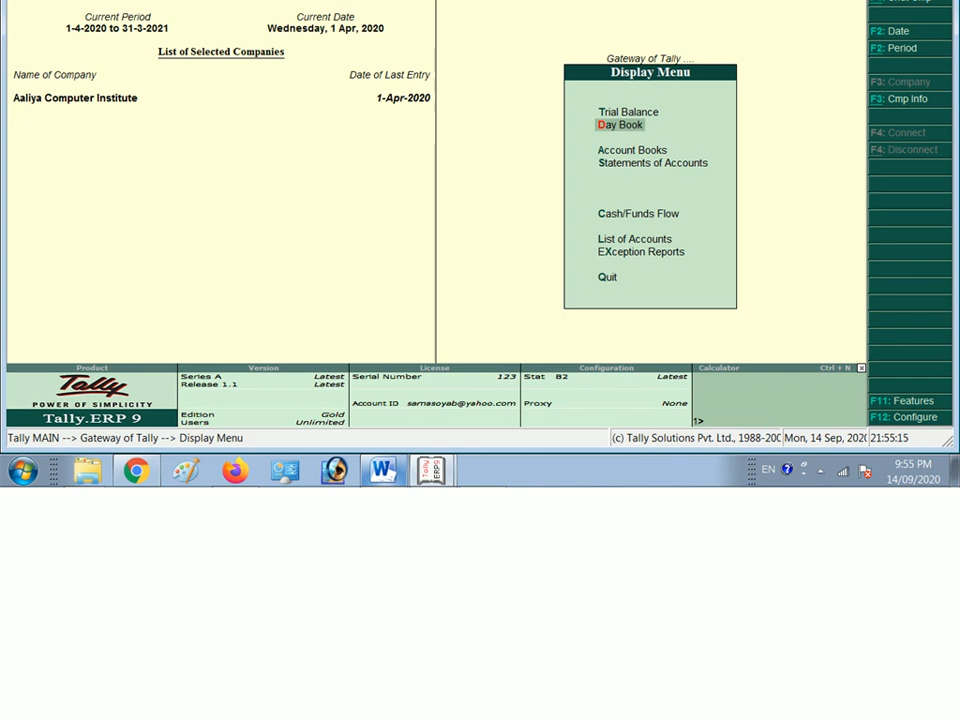 Current Period
1-4-2020 to 31-3-2021
Current Date
Wednesday, 1 Apr, 2020
List of Selected Companies
Name of Company
Date of Last Entry
Aaliya Computer Institute
1-Apr-2020
Gateway of Tally ....
Display Menu
Trial Balance
Day Book
Account Books
Statements of Accounts
Cash/Funds Flow
List of Accounts
EXception Reports
Quit
F2: Date
F2: Period
F3: Company
F3: Cmp Info
F4: Connect
F4: Disconnect
F11: Features
F12: Configure
Product
Tally
POWER OF SIMPLICITY
Tally.ERP 9
Version
Series A Latest
Release 1.1 Latest
Edition Gold
Users Unlimited
License
Serial Number 123
Account ID samasoyab@yahoo.com
Configuration
Stat 82 Latest
Proxy None
Calculator Ctrl + N
x
1>
Tally MAIN --> Gateway of Tally --> Display Menu
(c) Tally Solutions Pvt. Ltd., 1988-200
Mon, 14 Sep, 2020
21:55:15
W
Tally
ERP9
EN
?
9:55 PM
14/09/2020